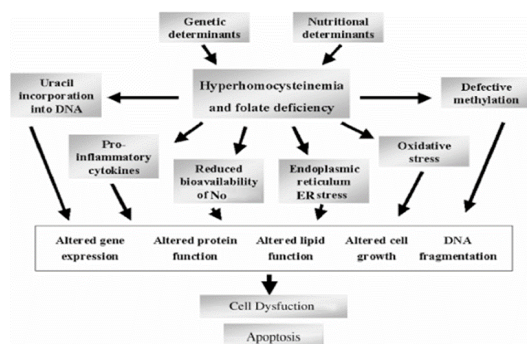 Genetic
determinants
Nutritional
determinants
Uracil
incorporation
into DNA
Hyperhomocysteinemia
and folate deficiency
Defective
methylation
Pro-
inflammatory
cytokines
Reduced
bioavailability
of No
Endoplasmic
reticulum
ER stress
Oxidative
stress
Altered gene
expression
Altered protein
function
Altered lipid
function
Altered cell
growth
DNA
fragmentation
Cell Dysfuction
Apoptosis